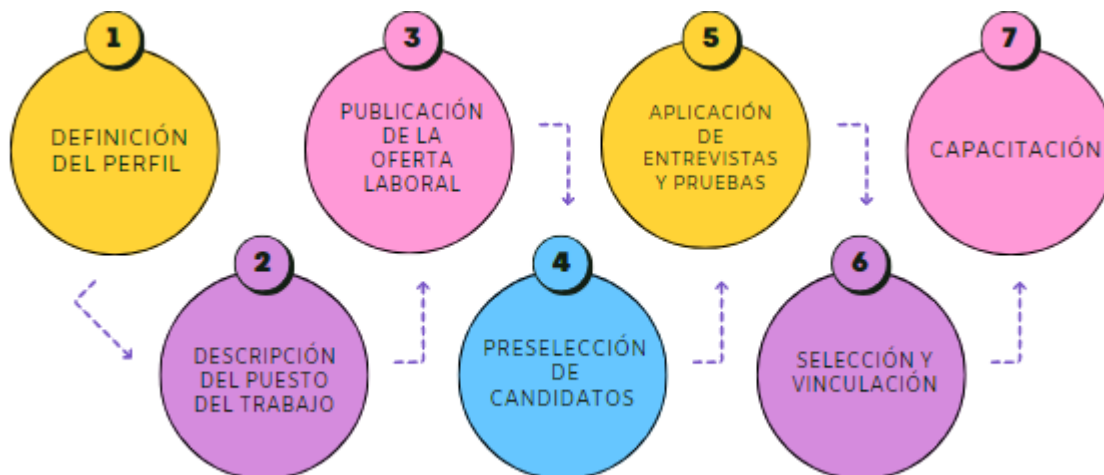 1
DEFINICIÓN
DEL PERFIL
2
DESCRIPCIÓN
DEL PUESTO
DEL TRABAJO
3
PUBLICACIÓN
DE LA
OFERTA
LABORAL
4
PRESELECCIÓN
DE
CANDIDATOS
5
APLICACIÓN
DE
ENTREVISTAS
Y PRUEBAS
6
SELECCIÓN Y
VINCULACIÓN
7
CAPACITACIÓN